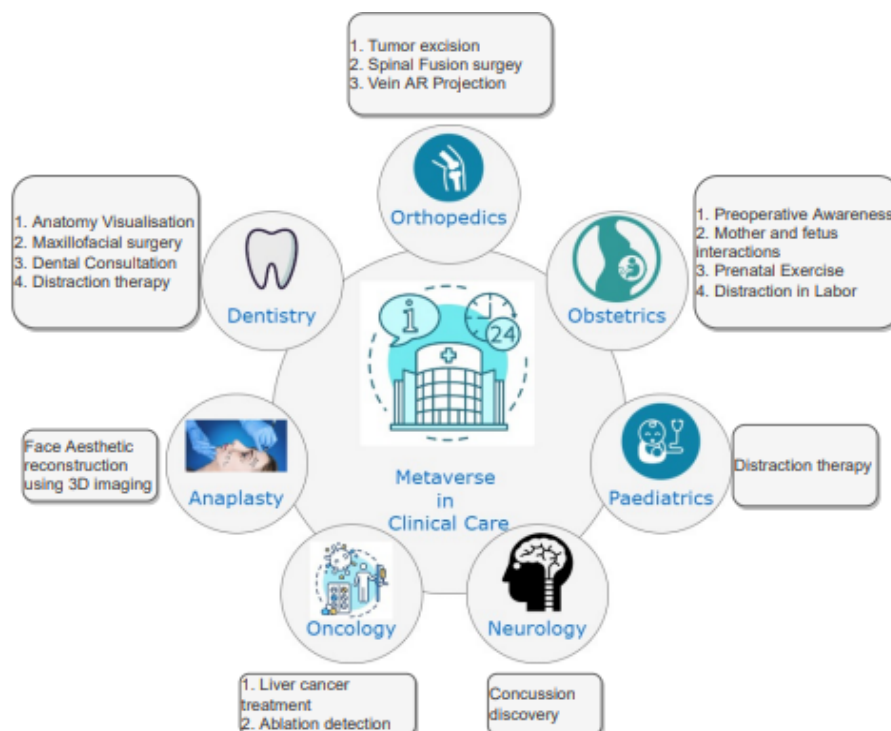 1. Tumor excision
2. Spinal Fusion surgey
3. Vein AR Projection
Orthopedics
1. Anatomy Visualisation
2. Maxillofacial surgery
3. Dental Consultation
4. Distraction therapy
Dentistry
1. Preoperative Awareness
2. Mother and fetus
interactions
3. Prenatal Exercise
4. Distraction in Labor
Obstetrics
i
24
Metaverse
in
Clinical Care
Face Aesthetic
reconstruction
using 3D imaging
Anaplasty
Paediatrics
Distraction therapy
Oncology
1. Liver cancer
treatment
2. Ablation detection
Neurology
Concussion
discovery